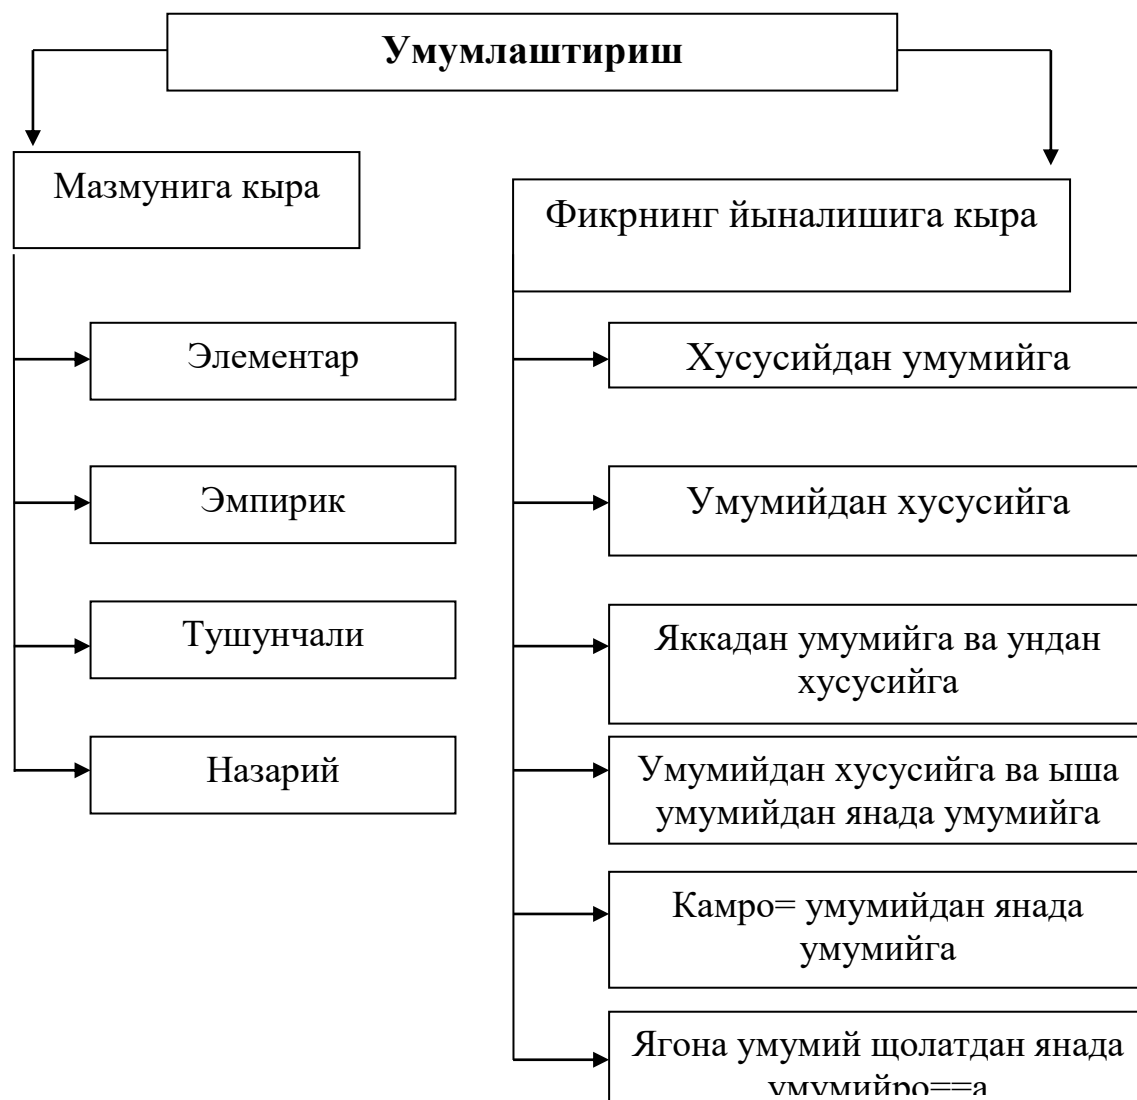 Умумлаштириш
Мазмунига кыра
Элементар
Эмпирик
Тушунчали
Назарий
Фикрнинг йыналишига кыра
Хусусийдан умумийга
Умумийдан хусусийга
Яккадан умумийга ва ундан
хусусийга
Умумийдан хусусийга ва ыша
умумийдан янада умумийга
Камро= умумийдан янада
умумийга
Ягона умумий щолатдан янада
умумийро==а